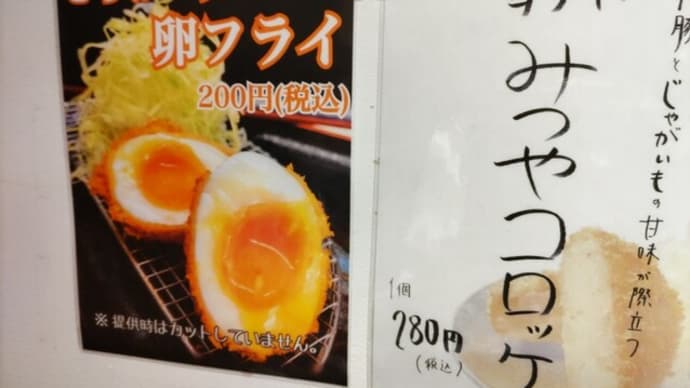 卵フライ
200円(税込)
※ 提供時はカットしていません。
豚とじゃがいもの甘味が際立つ
みつやコロッケ
1個
280円
(税込)